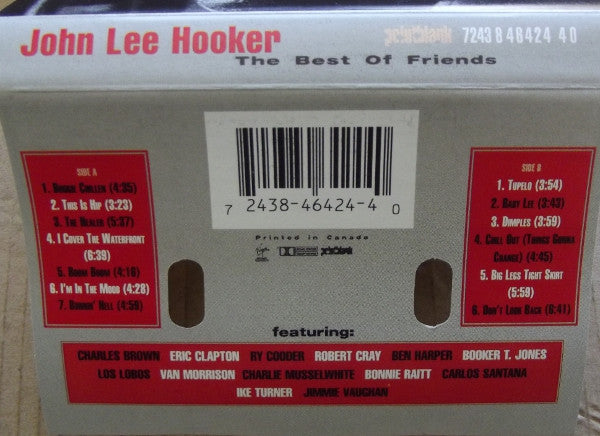 John Lee Hooker
pointblank 7243 8 46424 4 0
The Best Of Friends
SIDE A
1. Boogie Chillen (4:35)
2. This Is Hip (3:23)
3. The Healer (5:37)
4. I Cover The Waterfront
(6:39)
5. Boom Boom (4:16)
6. I'm In The Mood (4:28)
7. Burnin' Hell (4:59)
7 2438-46424-4 0
Printed in Canada
SIDE B
1. Tupelo (3:54)
2. Baby Lee (3:43)
3. Dimples (3:59)
4. Chill Out (Things Gonna
Change) (4:45)
5. Big Legs Tight Skirt
(5:59)
6. Don't Look Back (6:41)
featuring:
CHARLES BROWN ERIC CLAPTON RY COODER ROBERT CRAY BEN HARPER BOOKER T. JONES
LOS LOBOS VAN MORRISON CHARLIE MUSSELWHITE BONNIE RAITT CARLOS SANTANA
IKE TURNER JIMMIE VAUGHAN